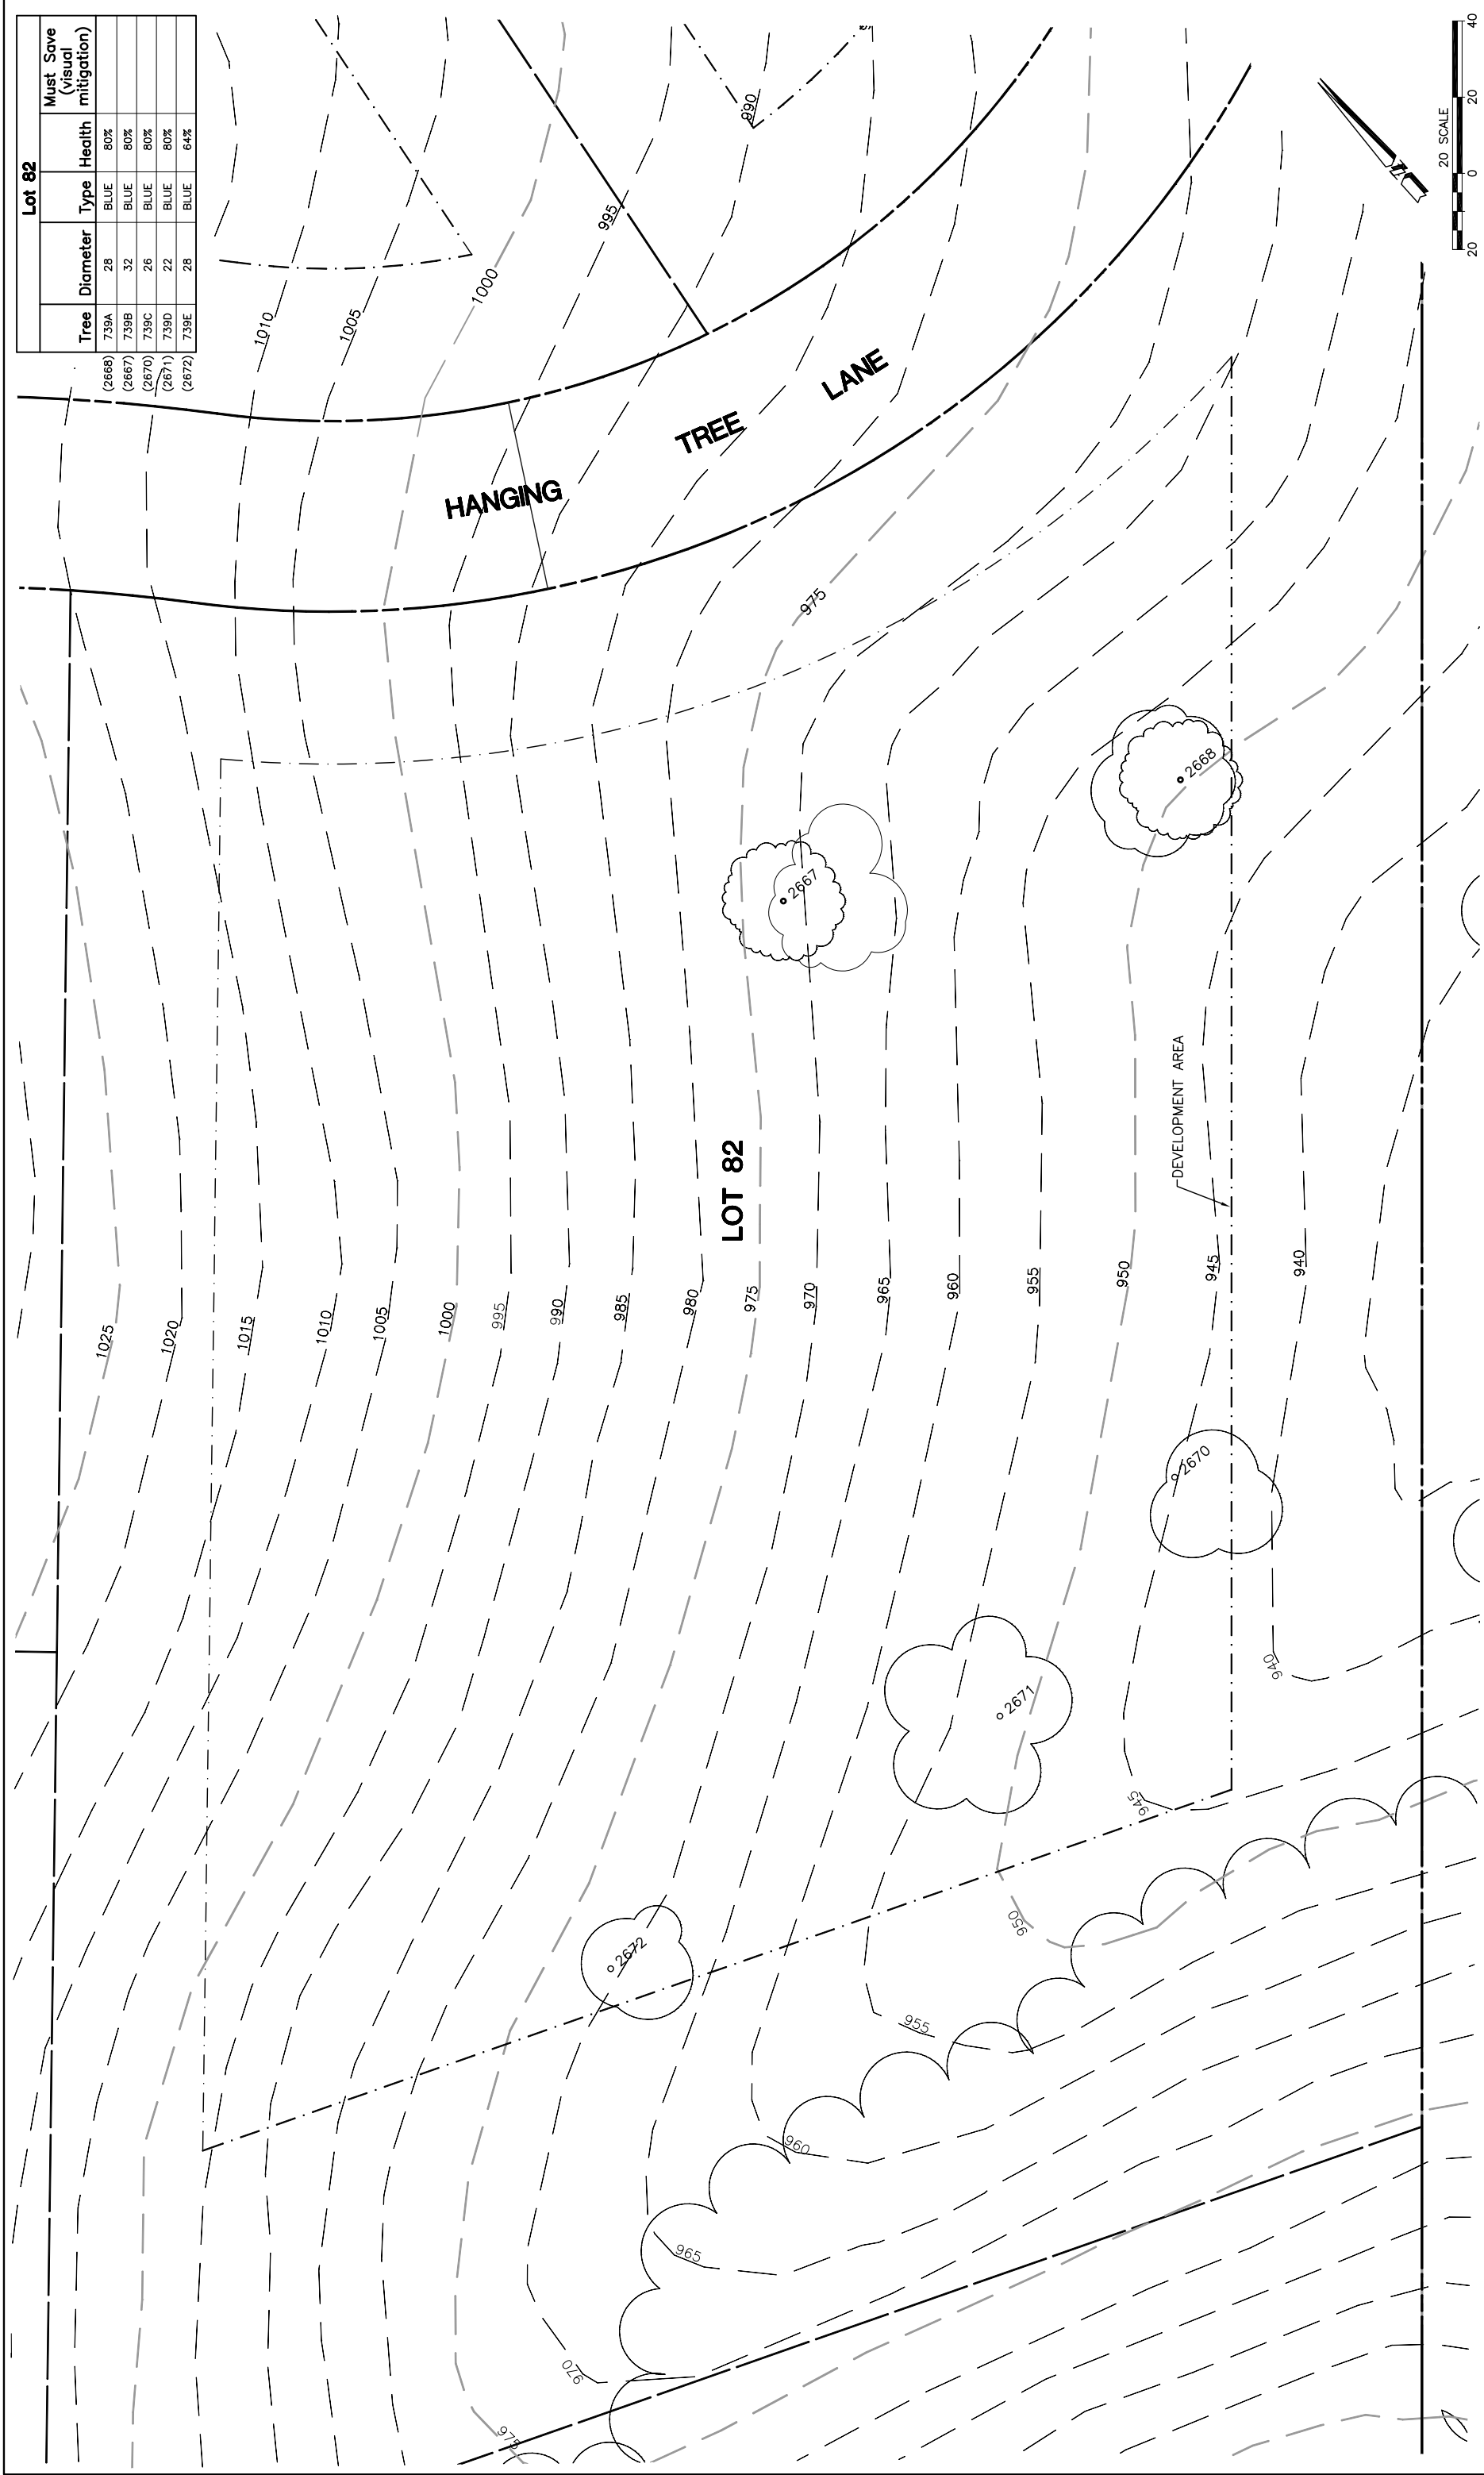 Lot 82
Tree Diameter Type Health Must Save (visual mitigation)
(2668) 739A 28 BLUE 80%
(2667) 739B 32 BLUE 80%
(2670) 739C 26 BLUE 80%
(2671) 739D 22 BLUE 80%
(2672) 739E 28 BLUE 64%
990
995
1000
1010
1005
HANGING TREE LANE
975
20 SCALE
20 0 20 40
N
2668
2667
DEVELOPMENT AREA
LOT 82
1025
1020
1015
1010
1005
1000
995
990
985
980
975
970
965
960
955
950
945
940
2670
2671
940
945
2672
950
955
960
965
970
975